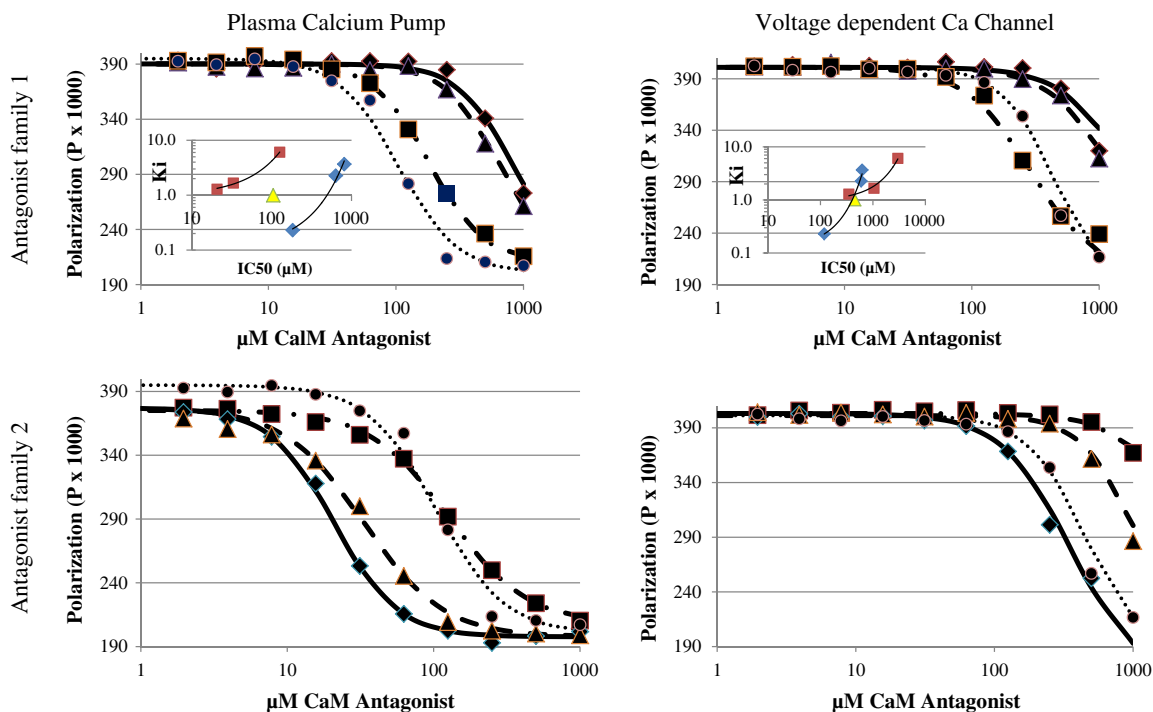 Plasma Calcium Pump
Voltage dependent Ca Channel
Antagonist family 1
Polarization (P x 1000)
390
340
290
240
190
1
10
100
1000
µM CalM Antagonist
Ki
10.0
1.0
0.1
10
1000
IC50 (µM)
Polarization (P x 1000)
390
340
240
190
1
10
100
1000
µM CaM Antagonist
Ki
10.0
1.0
0.1
10
100
1000
10000
IC50 (µM)
Antagonist family 2
Polarization (P x 1000)
390
340
290
240
190
1
10
100
1000
µM CaM Antagonist
Polarization (P x 1000)
390
340
290
240
190
1
10
100
1000
µM CaM Antagonist